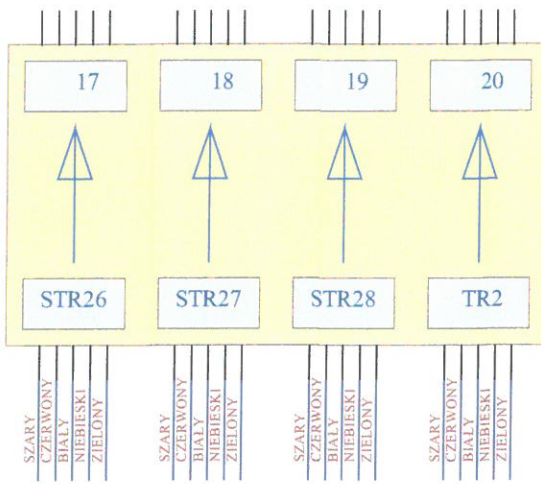 17 18 19 20
STR26 STR27 STR28 TR2
SZARY
CZERWONY
BIAŁY
NIEBIESKI
ZIELONY
SZARY
CZERWONY
BIAŁY
NIEBIESKI
ZIELONY
SZARY
CZERWONY
BIAŁY
NIEBIESKI
ZIELONY
SZARY
CZERWONY
BIAŁY
NIEBIESKI
ZIELONY